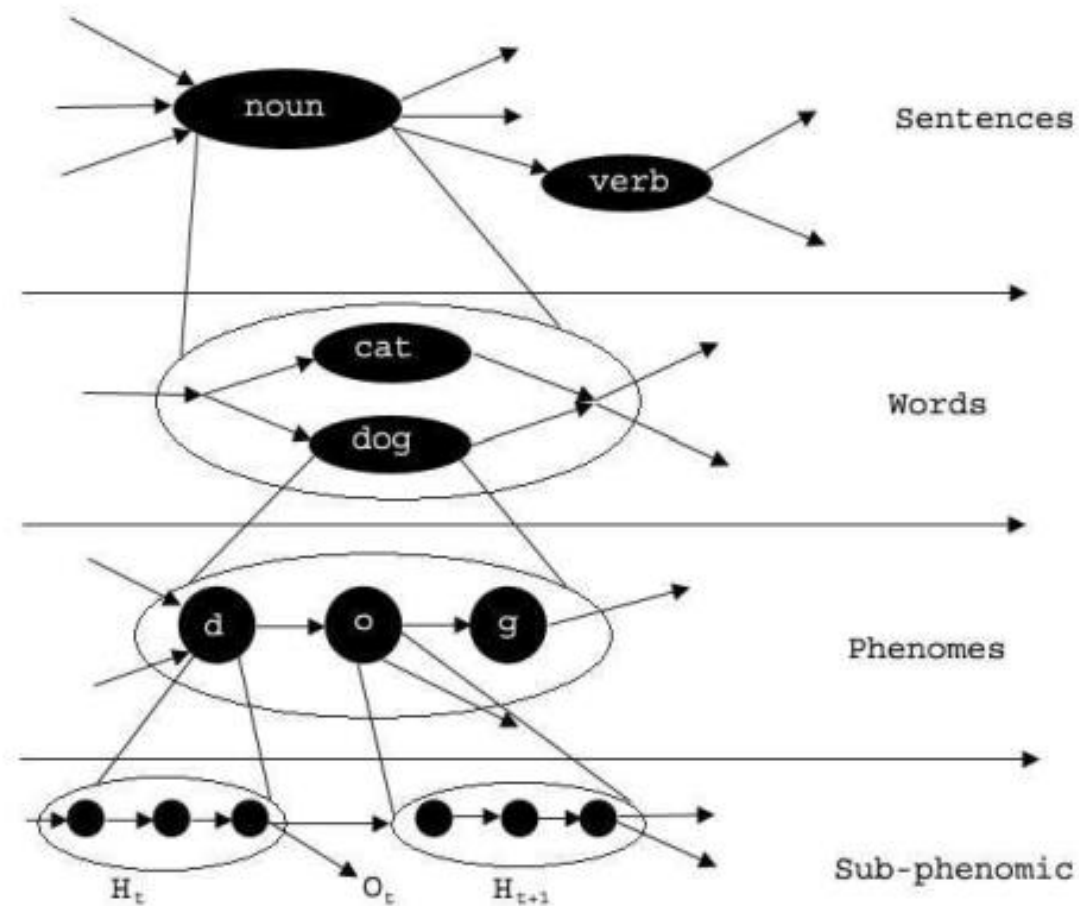 noun
Sentences
verb
cat
Words
dog
d o g
Phenomes
Sub-phenomic
Hₜ Oₜ Hₜ₊₁